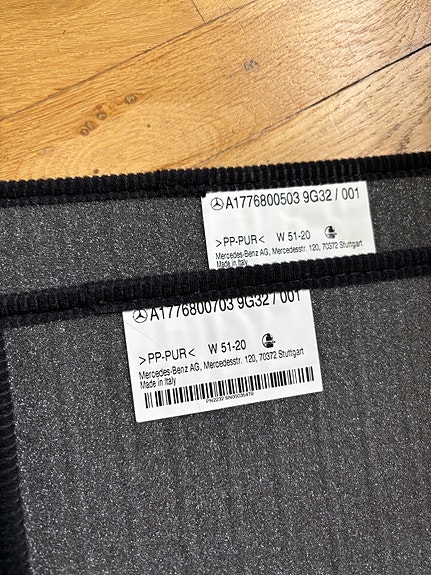 A1776800503 9G32 / 001
>PP-PUR< W 51-20
Mercedes-Benz AG, Mercedesstr. 120, 70372 Stuttgart
Made in Italy
A1776800703 9G32 / 001
>PP-PUR< W 51-20
Mercedes-Benz AG, Mercedesstr. 120, 70372 Stuttgart
Made in Italy